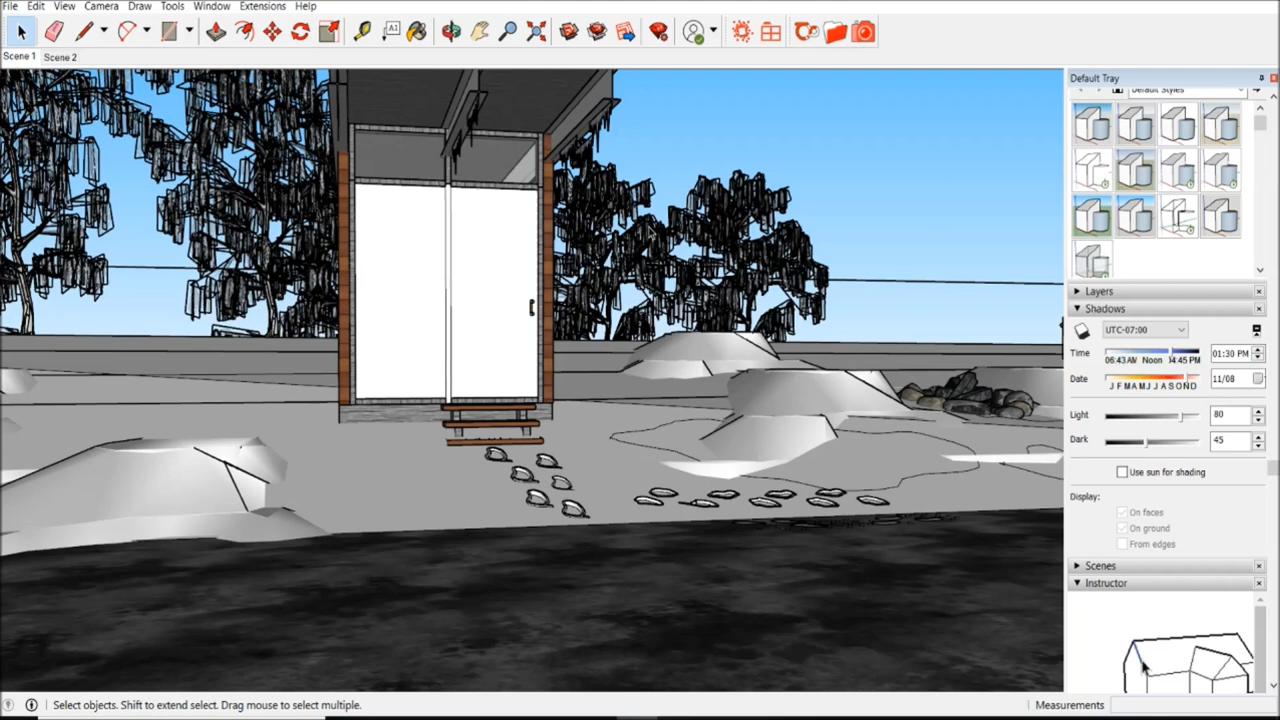 File Edit View Camera Draw Tools Window Extensions Help
A1
Scene 1 Scene 2
Default Tray
Default Styles
Layers
Shadows
UTC-07:00
Time 06:43 AM Noon 04:45 PM 01:30 PM
Date J F M A M J J A S O N D 11/08
Light 80
Dark 45
Use sun for shading
Display:
On faces
On ground
From edges
Scenes
Instructor
Select objects. Shift to extend select. Drag mouse to select multiple. Measurements